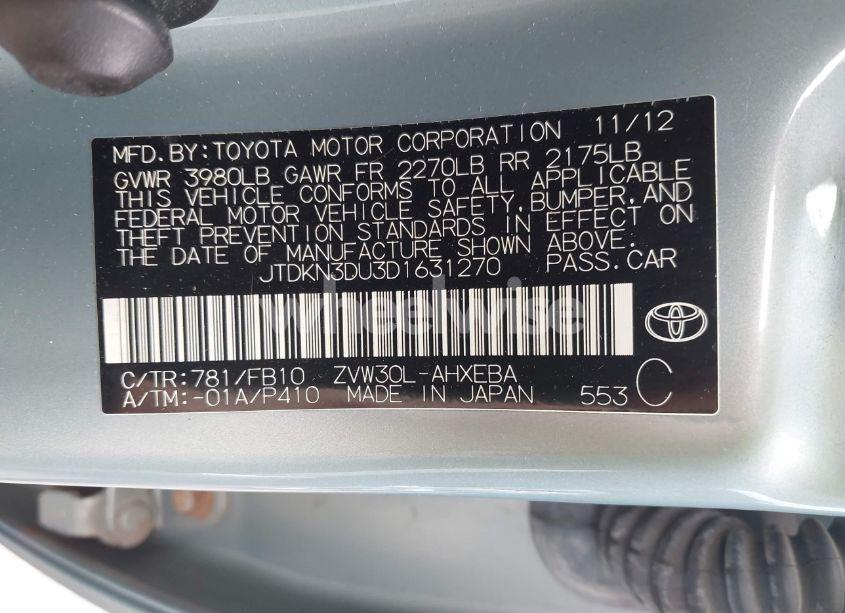 MFD.BY:TOYOTA MOTOR CORPORATION 11/12
GVWR 3980LB GAWR FR 2270LB RR 2175LB
THIS VEHICLE CONFORMS TO ALL APPLICABLE
FEDERAL MOTOR VEHICLE SAFETY,BUMPER,AND
THEFT PREVENTION STANDARDS IN EFFECT ON
THE DATE OF MANUFACTURE SHOWN ABOVE.
JTDKN3DU3D1631270 PASS.CAR
wheelwise
C/TR:781/FB10 ZVW30L-AHXEBA
A/TM:-01A/P410 MADE IN JAPAN 553 C